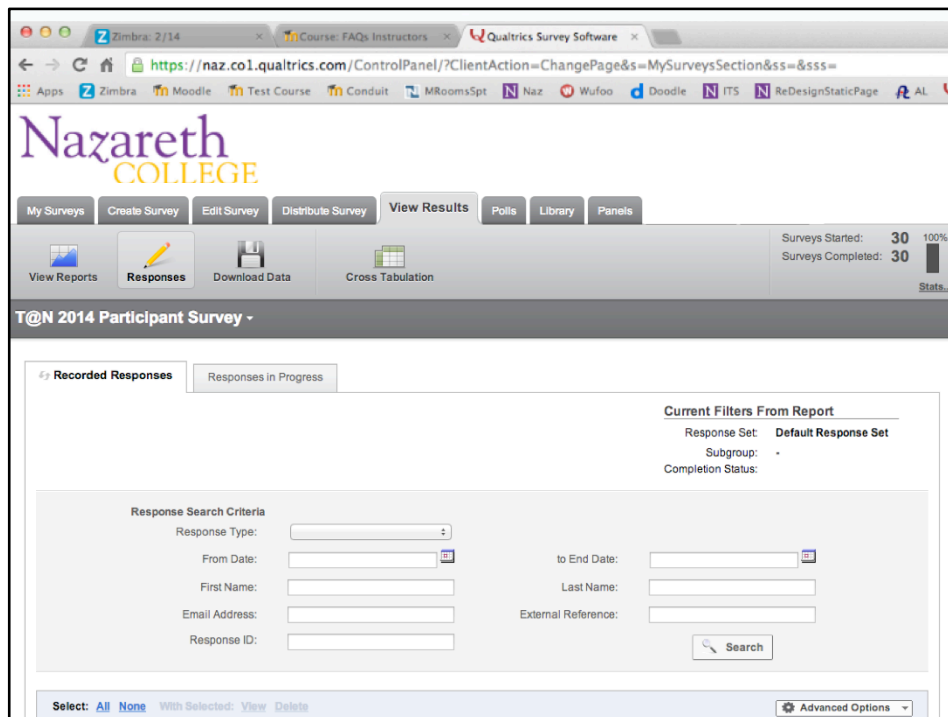 Zimbra: 2/14 Course: FAQs Instructors Qualtrics Survey Software
https://naz.co1.qualtrics.com/ControlPanel/?ClientAction=ChangePage&s=MySurveysSection&ss=&sss=
Apps Zimbra Moodle Test Course Conduit MRoomsSpt Naz Wufoo Doodle ITS ReDesignStaticPage AL
Nazareth
COLLEGE
My Surveys Create Survey Edit Survey Distribute Survey View Results Polls Library Panels
Surveys Started: 30 100%
Surveys Completed: 30
View Reports Responses Download Data Cross Tabulation
Stats...
T@N 2014 Participant Survey
Recorded Responses Responses in Progress
Current Filters From Report
Response Set: Default Response Set
Subgroup: -
Completion Status:
Response Search Criteria
Response Type:
From Date: to End Date:
First Name: Last Name:
Email Address: External Reference:
Response ID: Search
Select: All None With Selected: View Delete Advanced Options